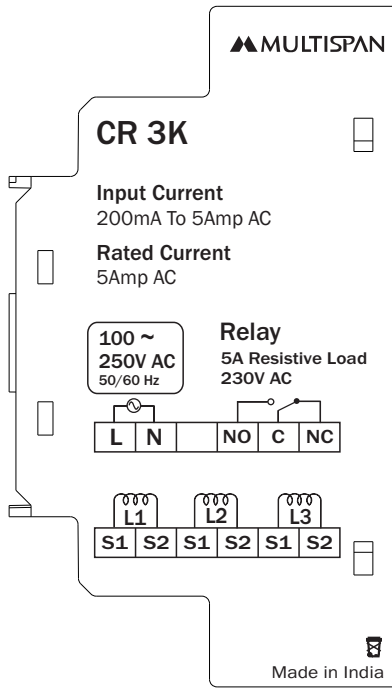 MULTISPAN
CR 3K
Input Current
200mA To 5Amp AC
Rated Current
5Amp AC
100 ~
250V AC
50/60 Hz
Relay
5A Resistive Load
230V AC
L N NO C NC
L1 L2 L3
S1 S2 S1 S2 S1 S2
Made in India